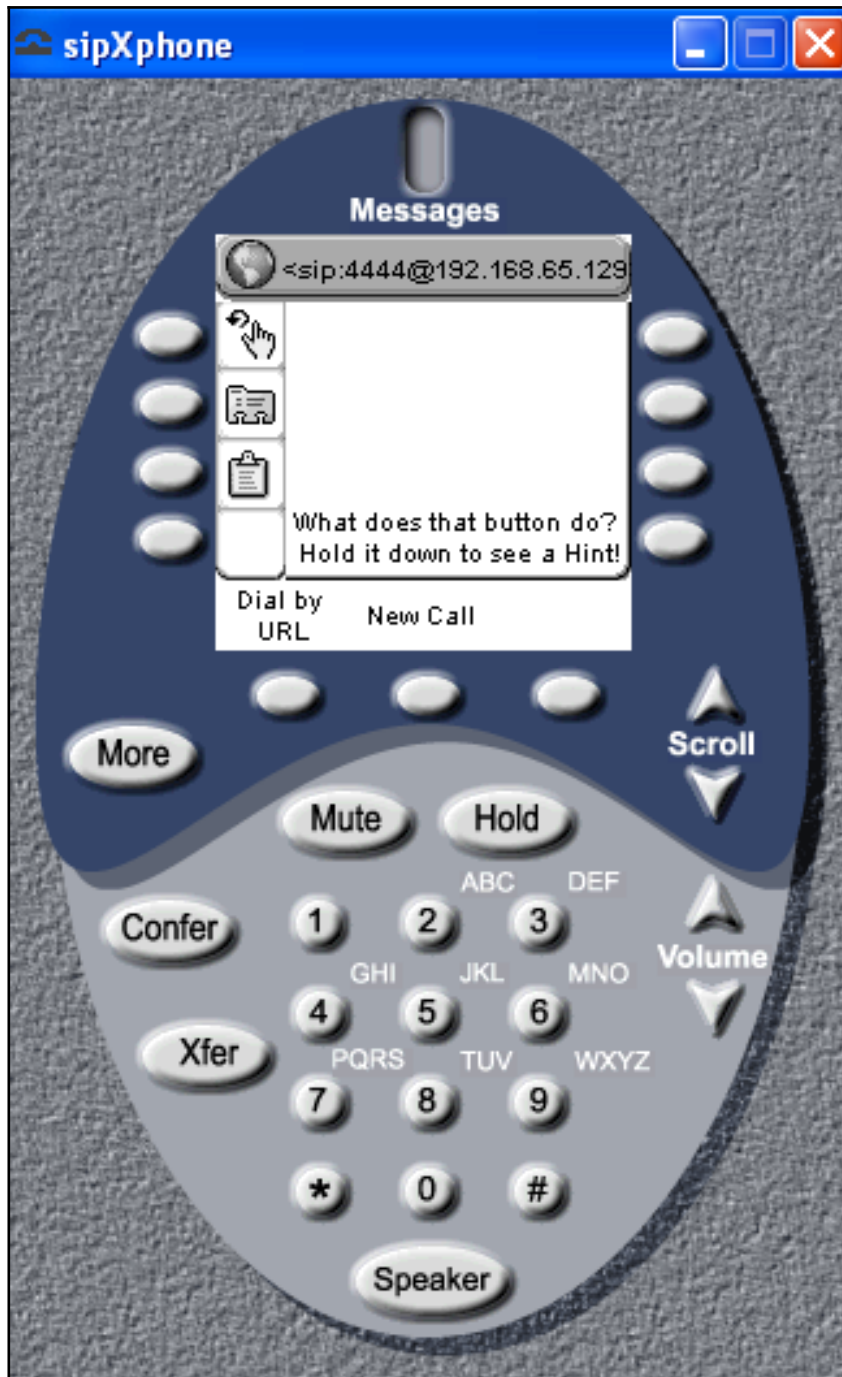 sipXphone
Messages
<sip:4444@192.168.65.129
What does that button do?
Hold it down to see a Hint!
Dial by
URL
New Call
More
Scroll
Mute
Hold
ABC
DEF
Confer
1
2
3
Volume
GHI
JKL
MNO
4
5
6
Xfer
PQRS
TUV
WXYZ
7
8
9
*
0
#
Speaker